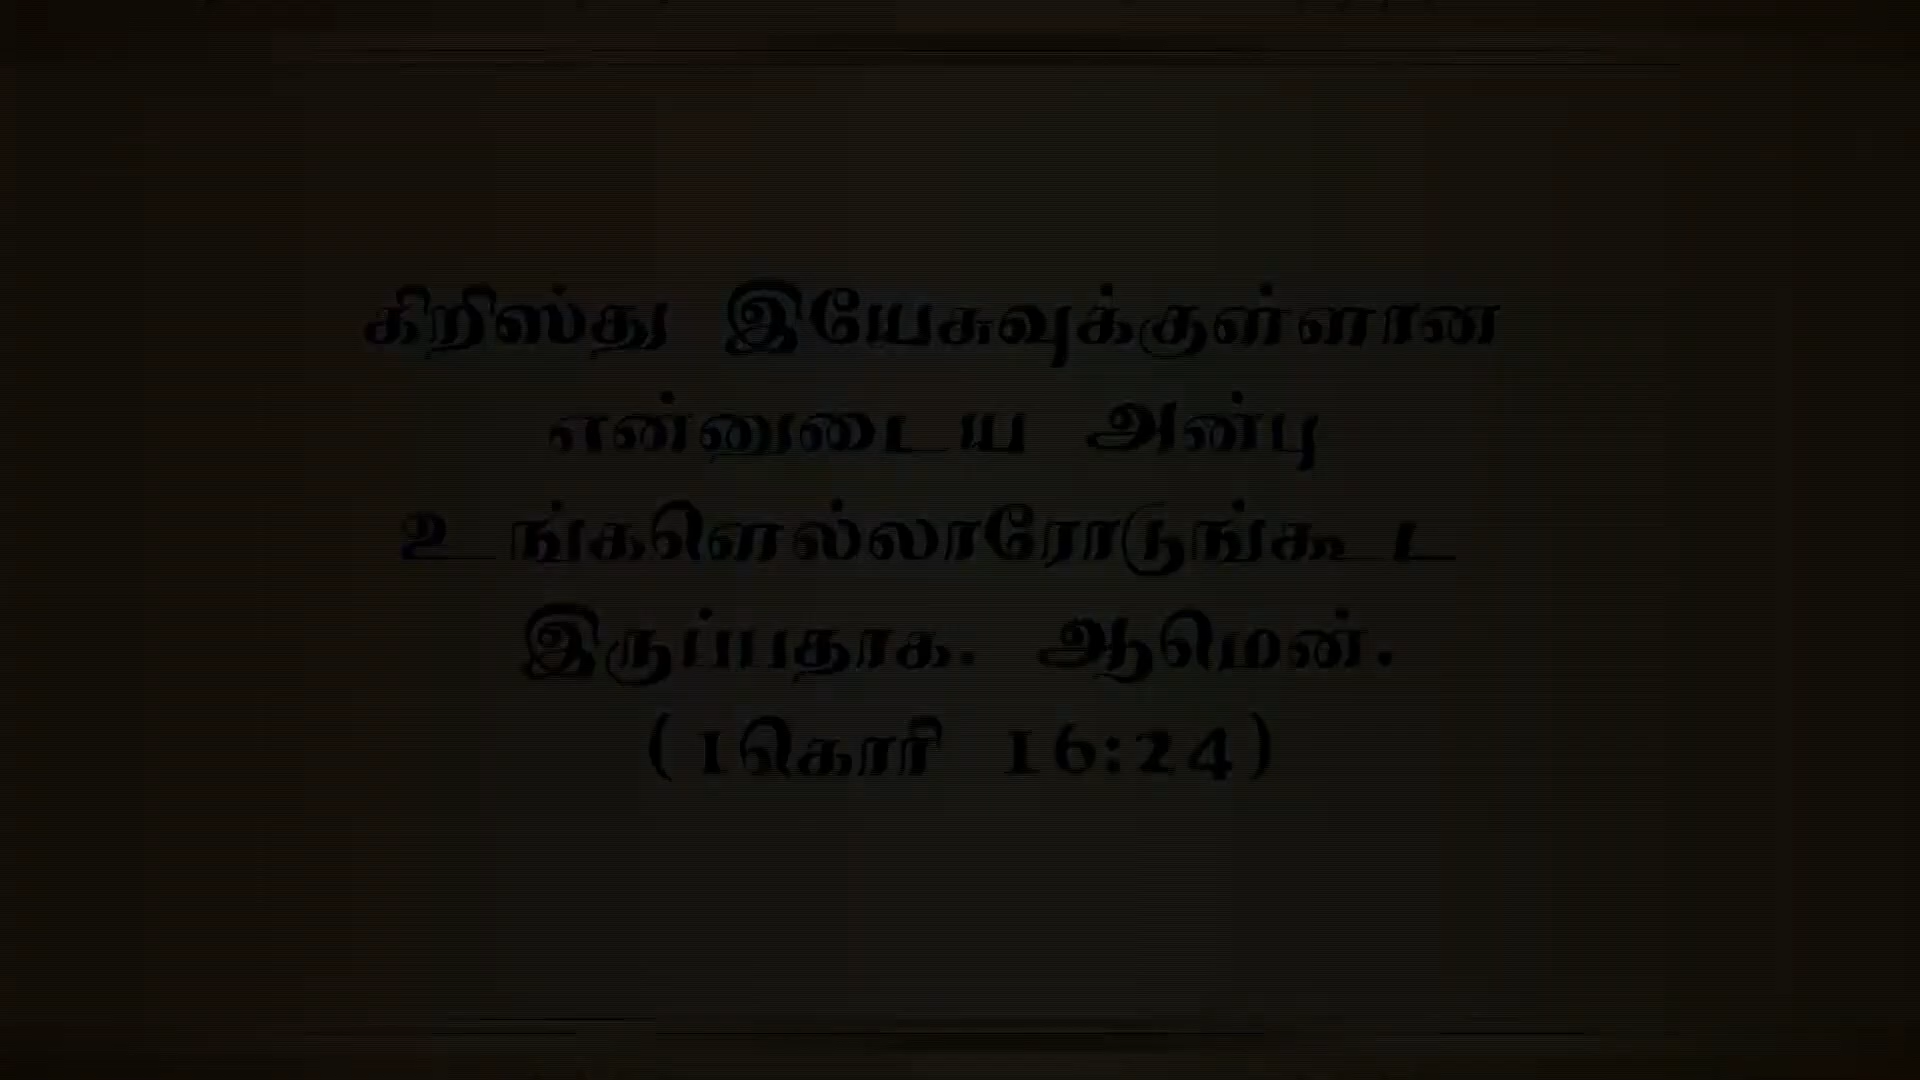 கிறிஸ்து இயேசுவுக்குள்ளான
என்னுடைய அன்பு
உங்களெல்லாரோடுங்கூட
இருப்பதாக. ஆமென்.
(1கொரி 16:24)